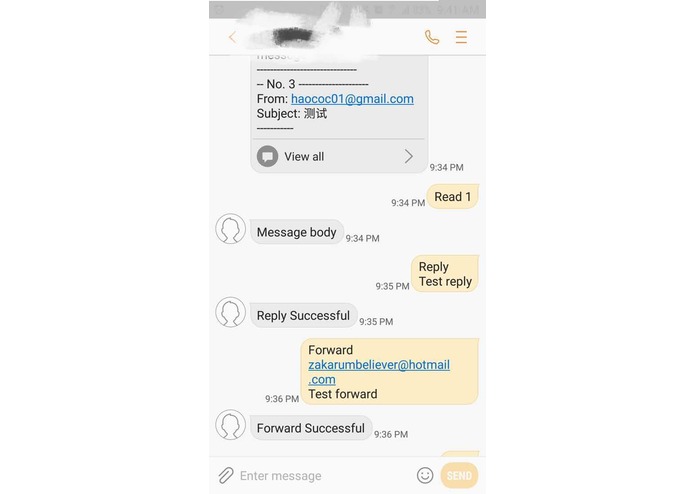 -----------------------------
-- No. 3 --------------------
From: haococ01@gmail.com
Subject: 测试
-----------
View all
9:34 PM
9:34 PM
Read 1
Message body
9:34 PM
Reply
9:35 PM
Test reply
Reply Successful
9:35 PM
Forward
zakarumbeliever@hotmail
.com
9:36 PM
Test forward
Forward Successful
9:36 PM
Enter message
SEND